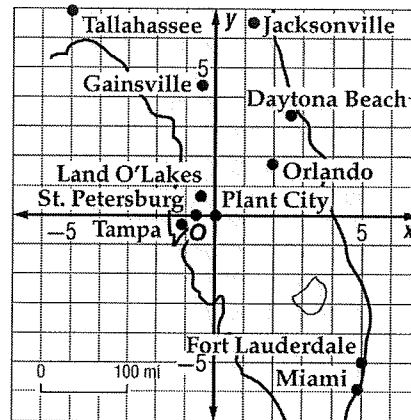 y
Jacksonville
Tallahassee
5
Gainsville
Daytona Beach
Land O'Lakes
Orlando
St. Petersburg
Plant City
-5
Tampa
O
5
x
Fort Lauderdale
-5
Miami
0 100 mi